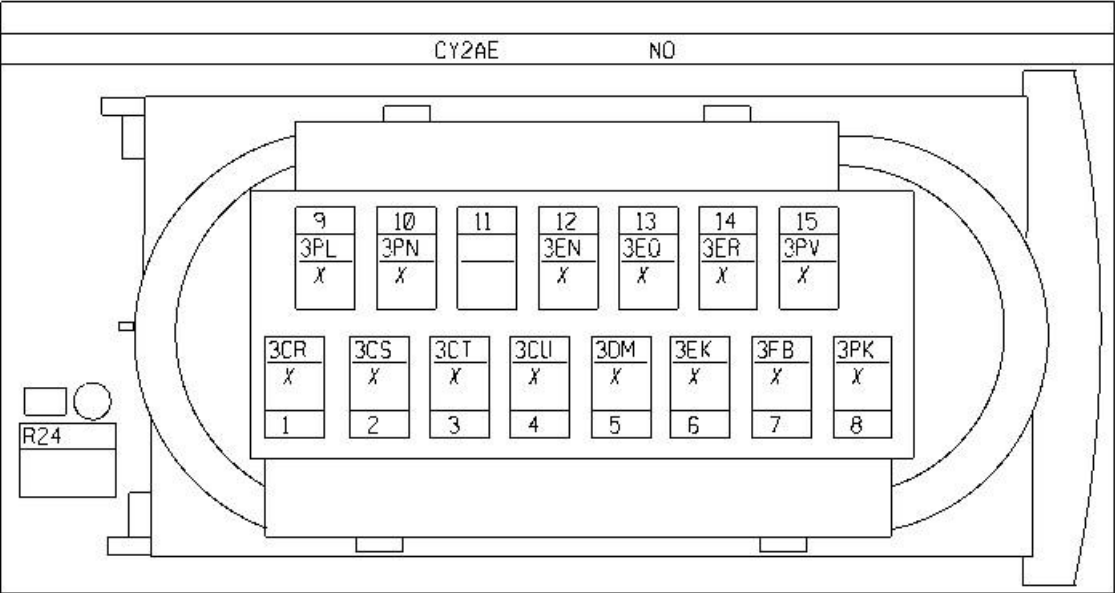 CY2AE NO
9 10 11 12 13 14 15
3PL 3PN 3EN 3EQ 3ER 3PV
X X X X X X
3CR 3CS 3CT 3CU 3DM 3EK 3FB 3PK
X X X X X X X X
1 2 3 4 5 6 7 8
R24